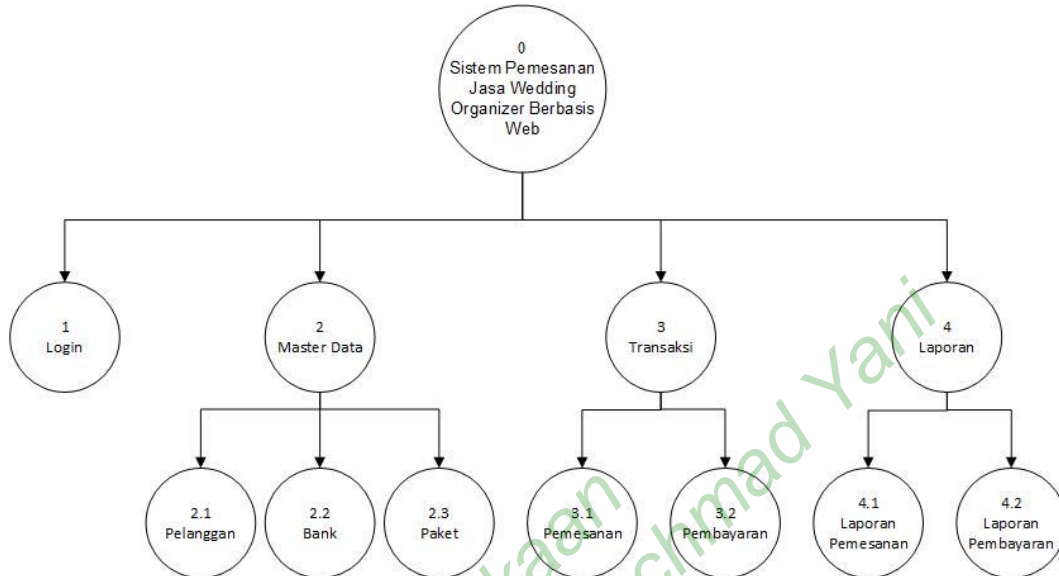 0
Sistem Pemesanan
Jasa Wedding
Organizer Berbasis
Web
1
Login
2
Master Data
3
Transaksi
4
Laporan
2.1
Pelanggan
2.2
Bank
2.3
Paket
3.1
Pemesanan
3.2
Pembayaran
4.1
Laporan
Pemesanan
4.2
Laporan
Pembayaran
Yani